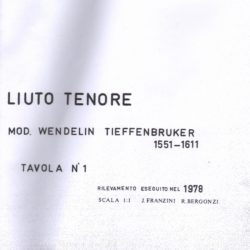 LIUTO TENORE
MOD. WENDELIN TIEFFENBRUKER
1551-1611
TAVOLA N°1
RILEVAMENTO ESEGUITO NEL 1978
SCALA 1:1 J. FRANZINI R. BERGONZI